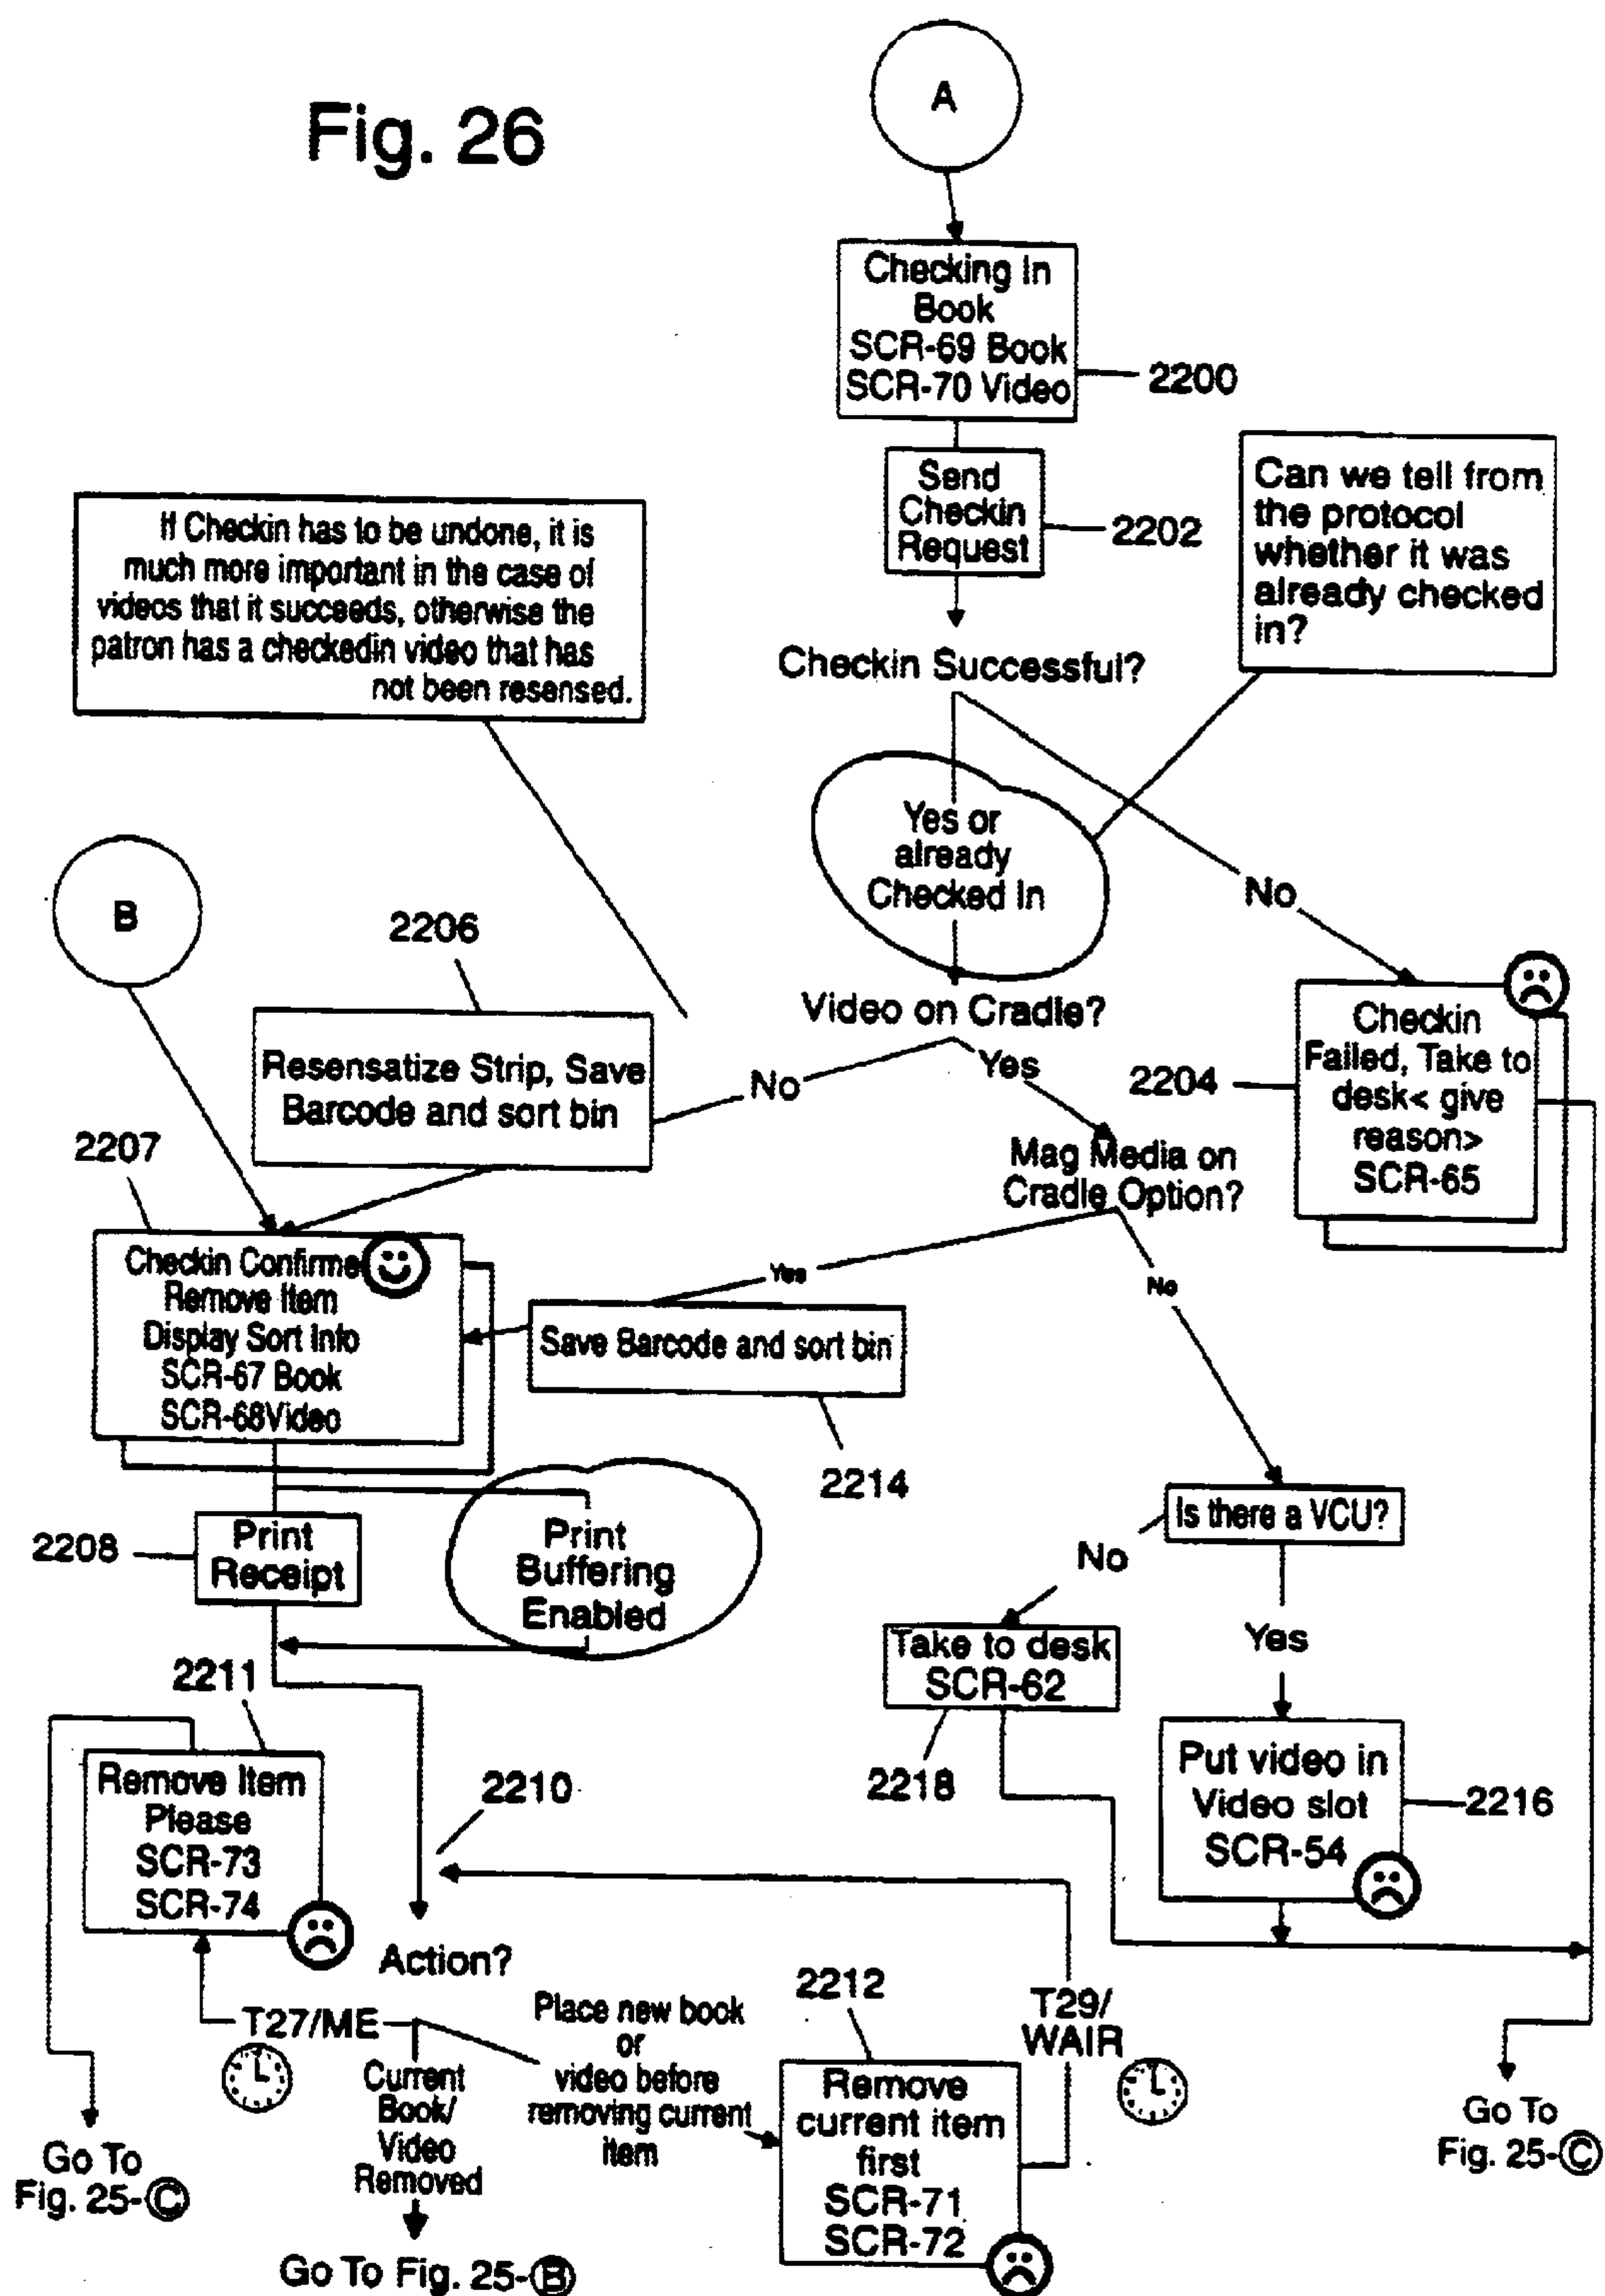 Fig. 26
A
Checking In
Book
SCR-69 Book
SCR-70 Video
2200
Send
Checkin
Request
2202
Can we tell from
the protocol
whether it was
already checked
in?
If Checkin has to be undone, it is
much more important in the case of
videos that it succeeds, otherwise the
patron has a checkedin video that has
not been resensed.
Checkin Successful?
Yes or
already
Checked In
No
B
2206
Video on Cradle?
Resensatize Strip, Save
Barcode and sort bin
No
Yes
2204
Checkin
Failed, Take to
desk< give
reason>
SCR-65
2207
Mag Media on
Cradle Option?
Checkin Confirme
Remove Item
Display Sort Info
SCR-67 Book
SCR-68Video
Yes
No
Save Barcode and sort bin
2214
Is there a VCU?
2208
Print
Receipt
Print
Buffering
Enabled
No
Yes
Take to desk
SCR-62
2218
Put video in
Video slot
SCR-54
2216
2211
Remove Item
Please
SCR-73
SCR-74
2210
Action?
T27/ME
Place new book
or
video before
removing current
item
Current
Book/
Video
Removed
2212
Remove
current item
first
SCR-71
SCR-72
T29/
WAIR
Go To
Fig. 25-C
Go To Fig. 25-B
Go To
Fig. 25-C